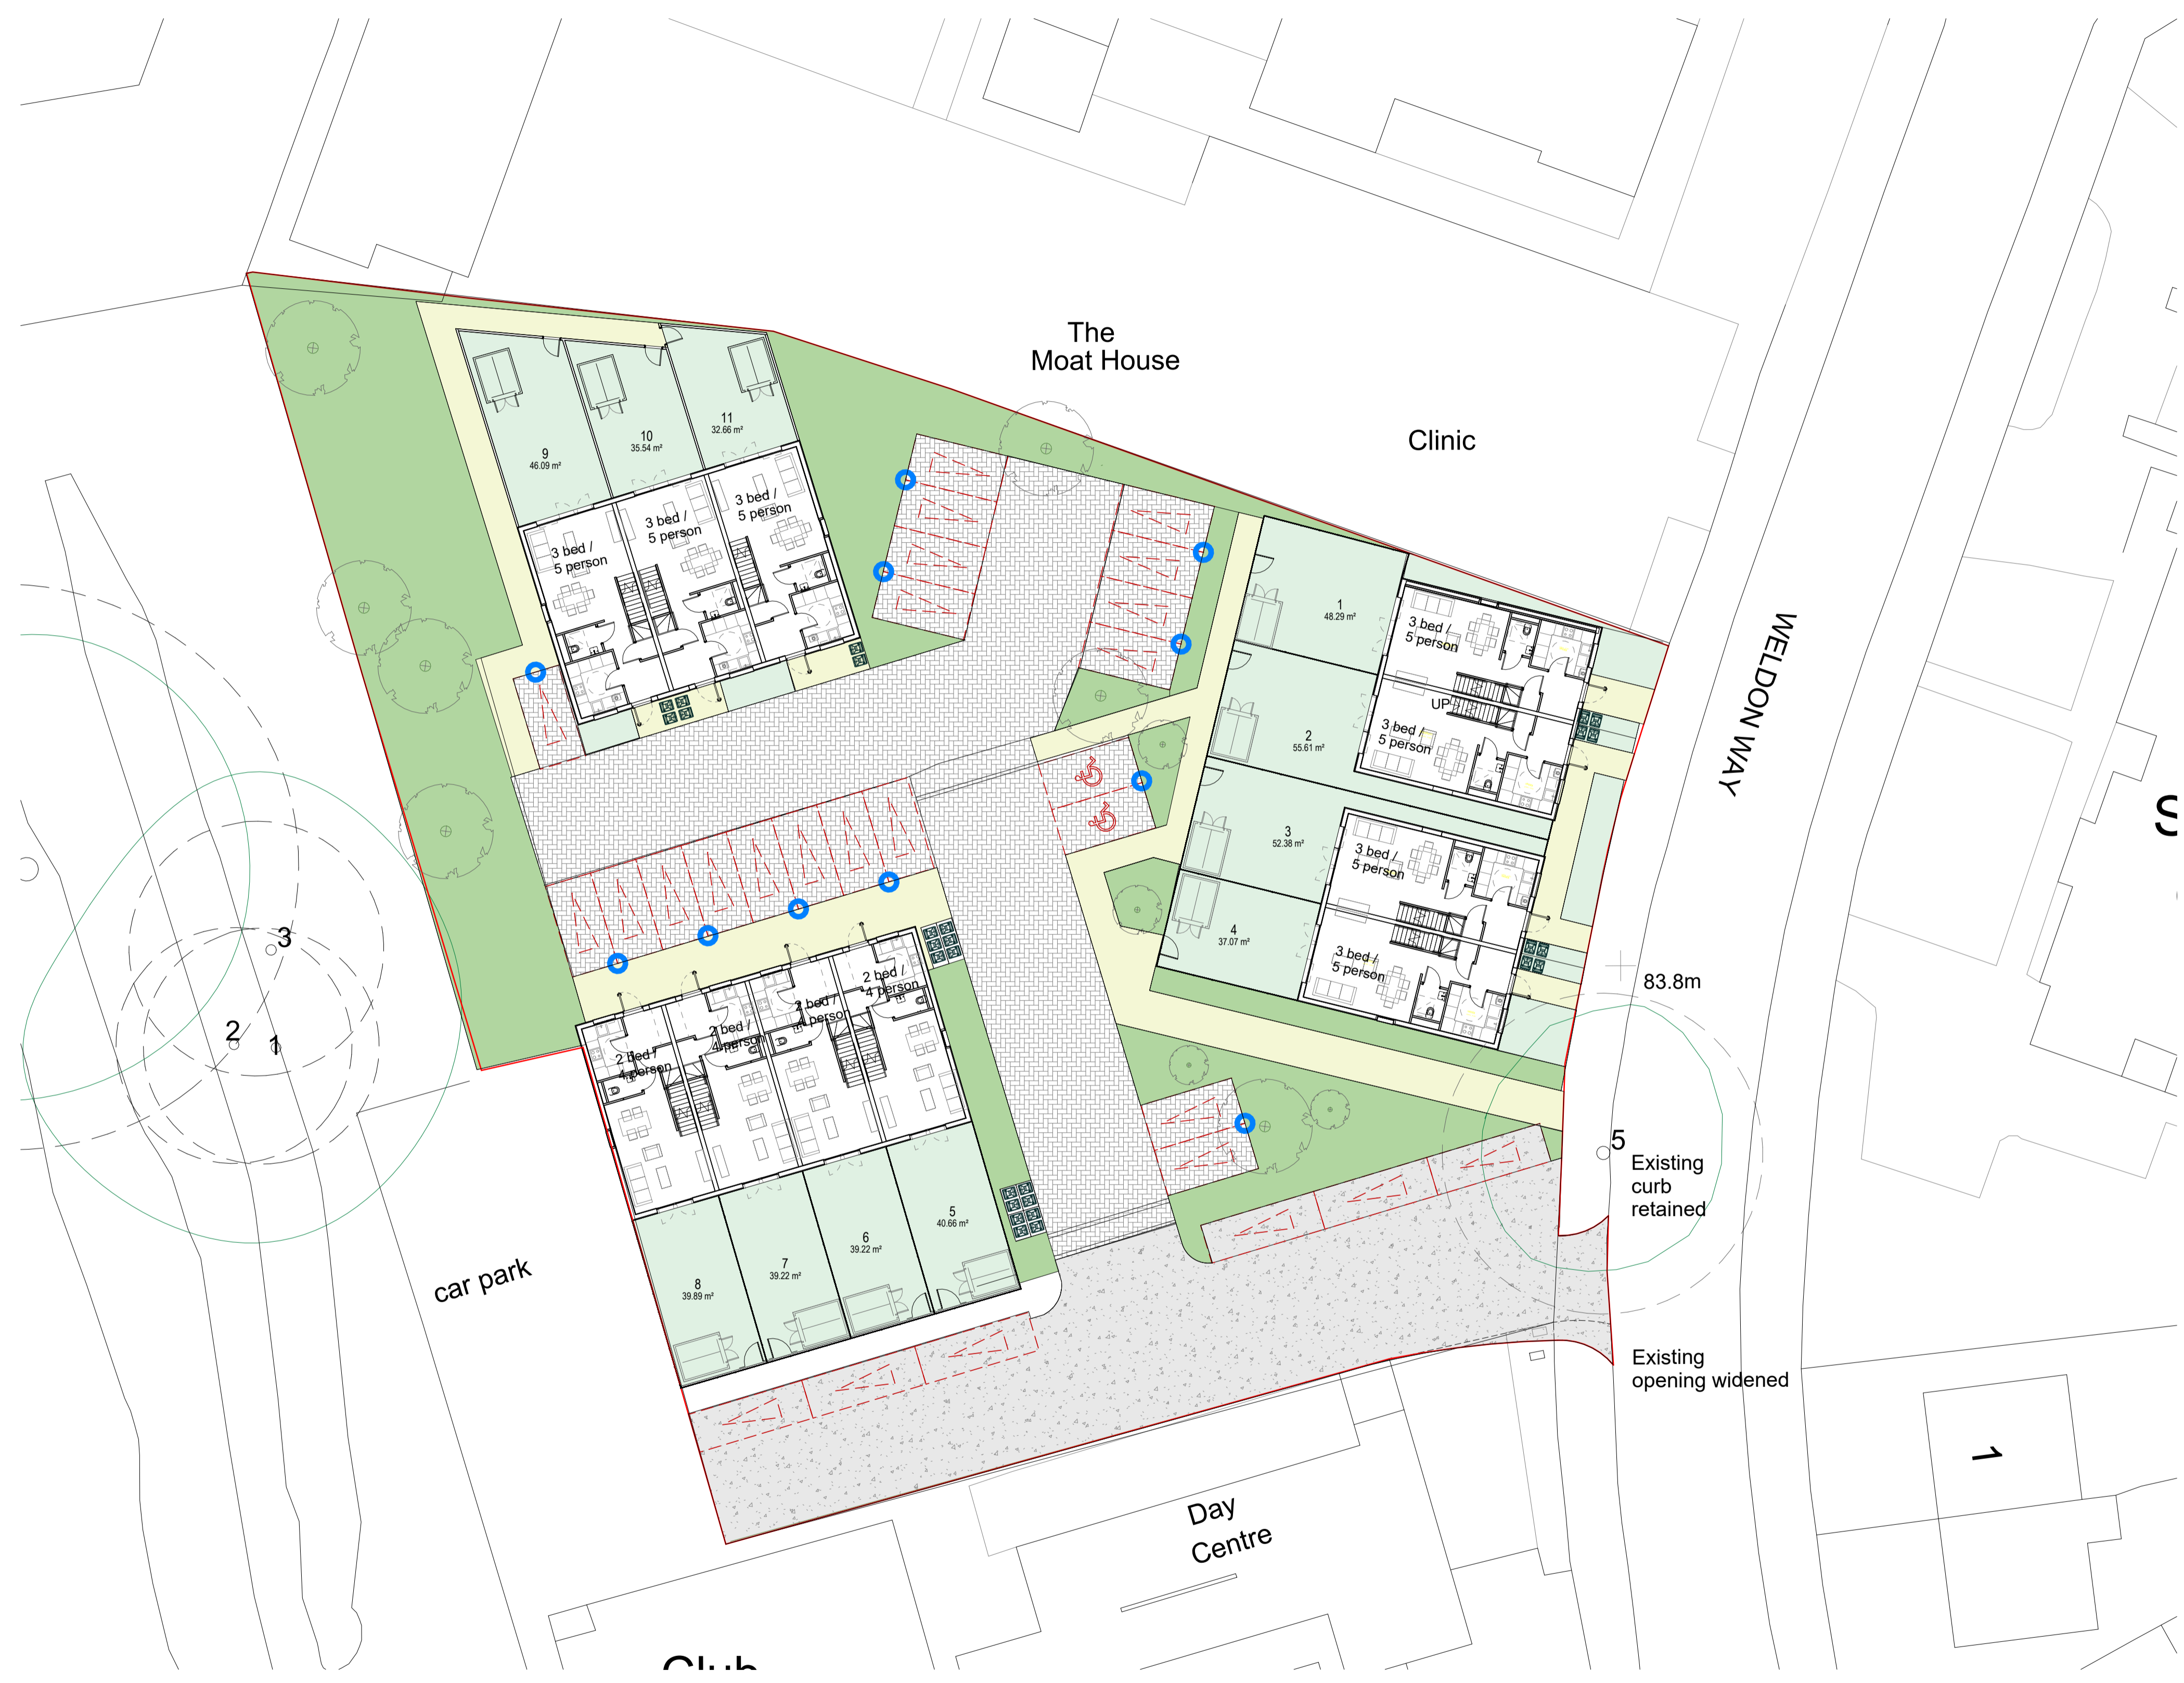 The
Moat House
Clinic
11
32.66 m²
10
35.54 m²
9
46.09 m²
3 bed /
5 person
3 bed /
5 person
3 bed /
5 person
1
48.29 m²
2
55.61 m²
3
52.38 m²
4
37.07 m²
3 bed /
5 person
UP
3 bed /
5 person
3 bed /
5 person
3 bed /
5 person
WELDON WAY
S
83.8m
3
2
1
2 bed /
4 person
2 bed /
4 person
2 bed /
4 person
2 bed /
4 person
5
Existing
curb
retained
5
40.66 m²
6
39.22 m²
7
39.22 m²
8
39.89 m²
car park
Existing
opening widened
1
Day
Centre
Club